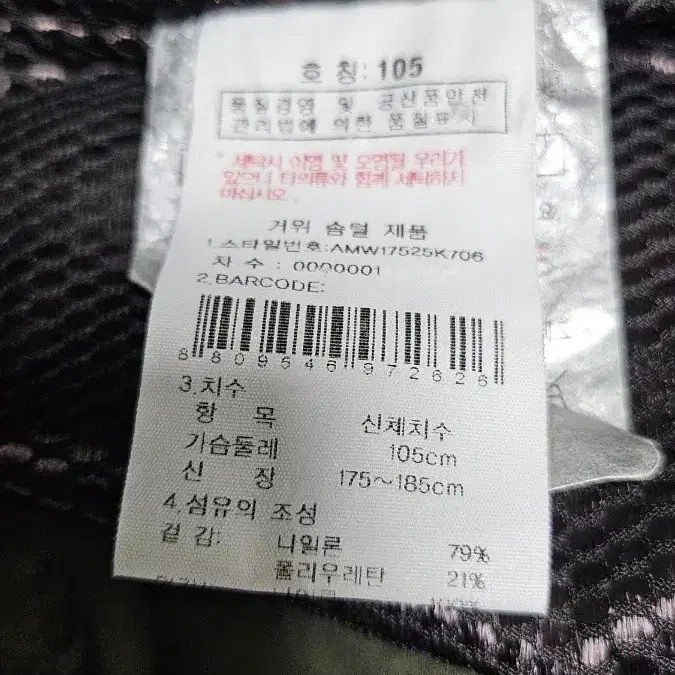 호 칭: 105
품질경영 및 공산품안전
관리법에 의한 품질표시
* 세탁시 이염 및 오염될 우려가
있으니 타의류와 함께 세탁하지
마십시오.
거위 솜털 제품
1.스타일번호:AMW17525K706
차 수 : 0000001
2.BARCODE:
8809546972626
3.치수
항 목 신체치수
가슴둘레 105cm
신 장 175~185cm
4.섬유의 조성
겉 감: 나일론 79%
폴리우레탄 21%
100%